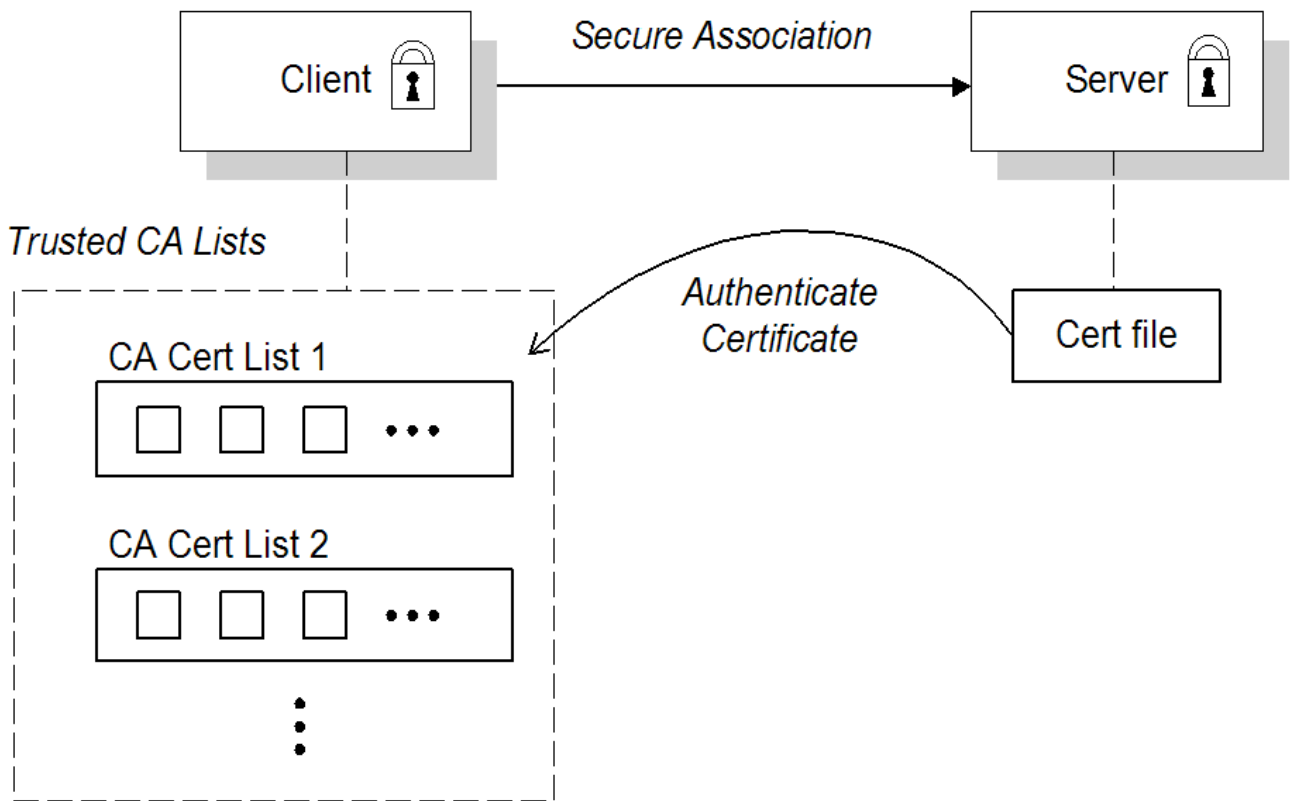 Secure Association
Client
Server
Trusted CA Lists
Authenticate
Certificate
Cert file
CA Cert List 1
CA Cert List 2